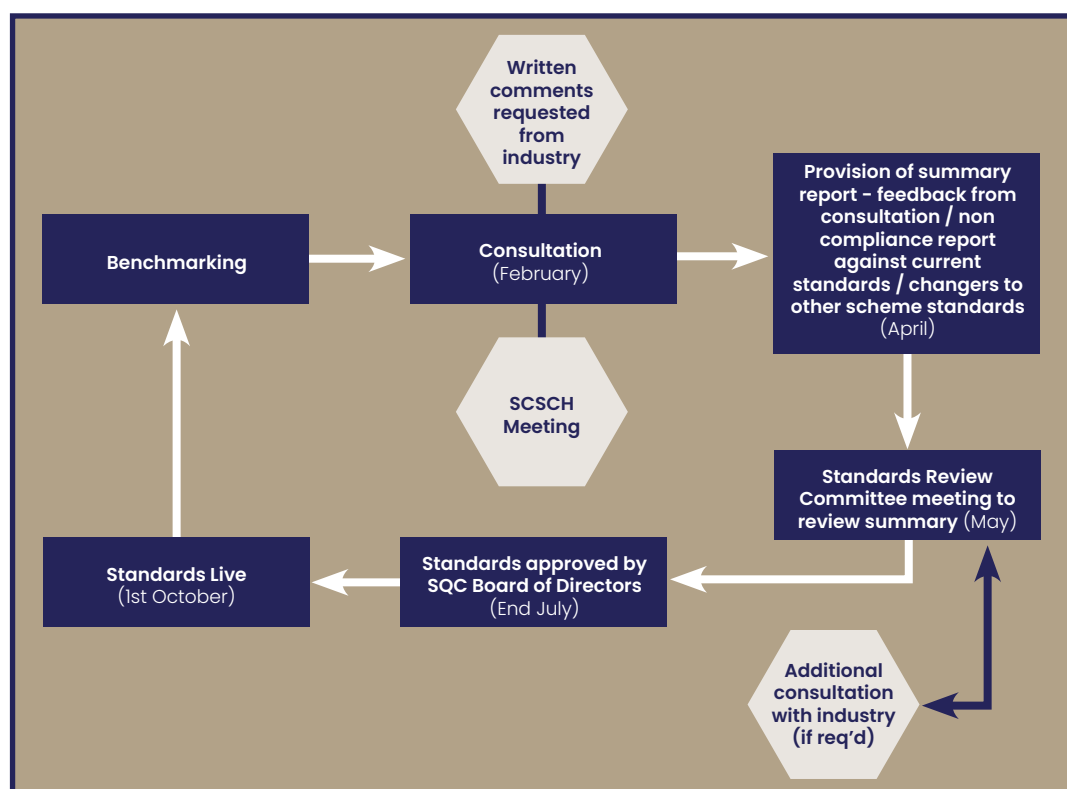 Written
comments
requested
from
industry
Benchmarking
Consultation
(February)
Provision of summary
report - feedback from
consultation / non
compliance report
against current
standards / changers to
other scheme standards
(April)
SCSCH
Meeting
Standards Review
Committee meeting to
review summary (May)
Standards approved by
SQC Board of Directors
(End July)
Standards Live
(1st October)
Additional
consultation
with industry
(if req’d)